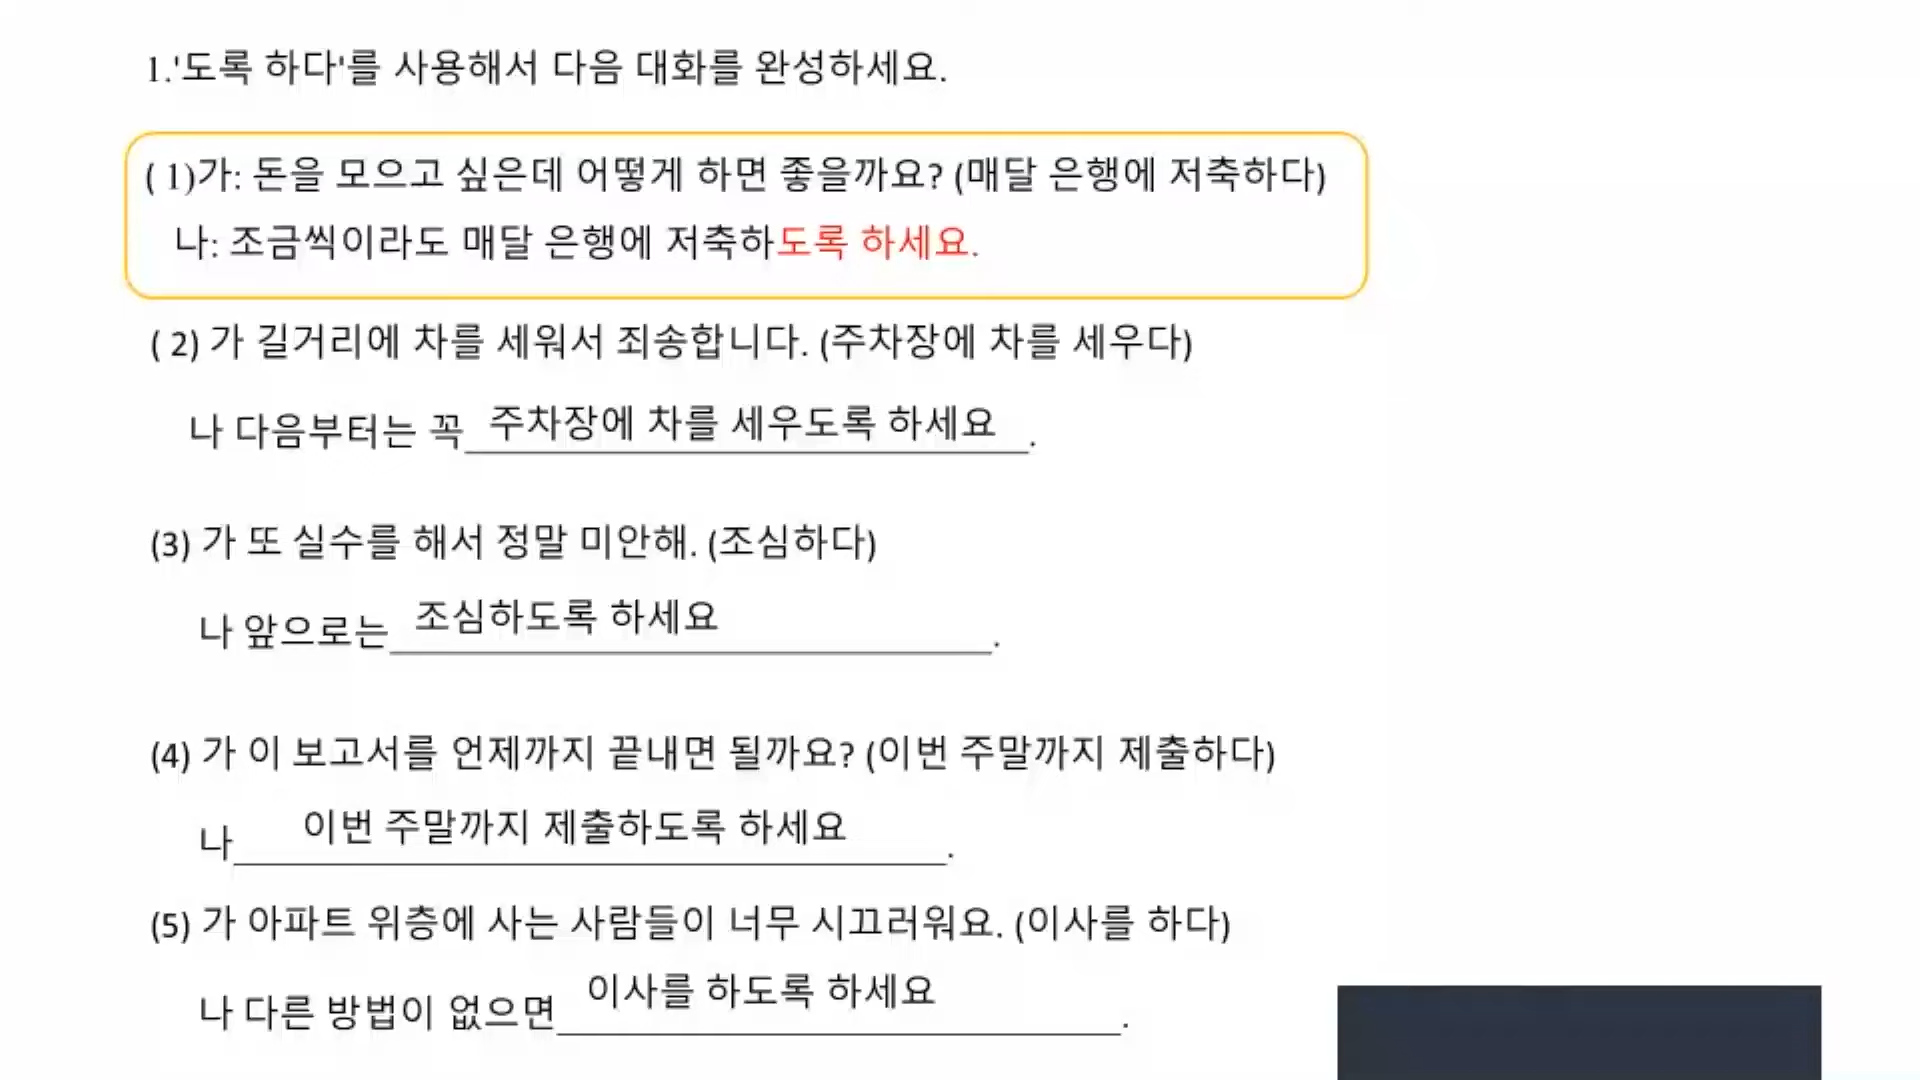 1.'도록 하다'를 사용해서 다음 대화를 완성하세요.
( 1)가: 돈을 모으고 싶은데 어떻게 하면 좋을까요? (매달 은행에 저축하다)
나: 조금씩이라도 매달 은행에 저축하도록 하세요.
( 2) 가 길거리에 차를 세워서 죄송합니다. (주차장에 차를 세우다)
나 다음부터는 꼭 주차장에 차를 세우도록 하세요.
(3) 가 또 실수를 해서 정말 미안해. (조심하다)
나 앞으로는 조심하도록 하세요.
(4) 가 이 보고서를 언제까지 끝내면 될까요? (이번 주말까지 제출하다)
나 이번 주말까지 제출하도록 하세요.
(5) 가 아파트 위층에 사는 사람들이 너무 시끄러워요. (이사를 하다)
나 다른 방법이 없으면 이사를 하도록 하세요.